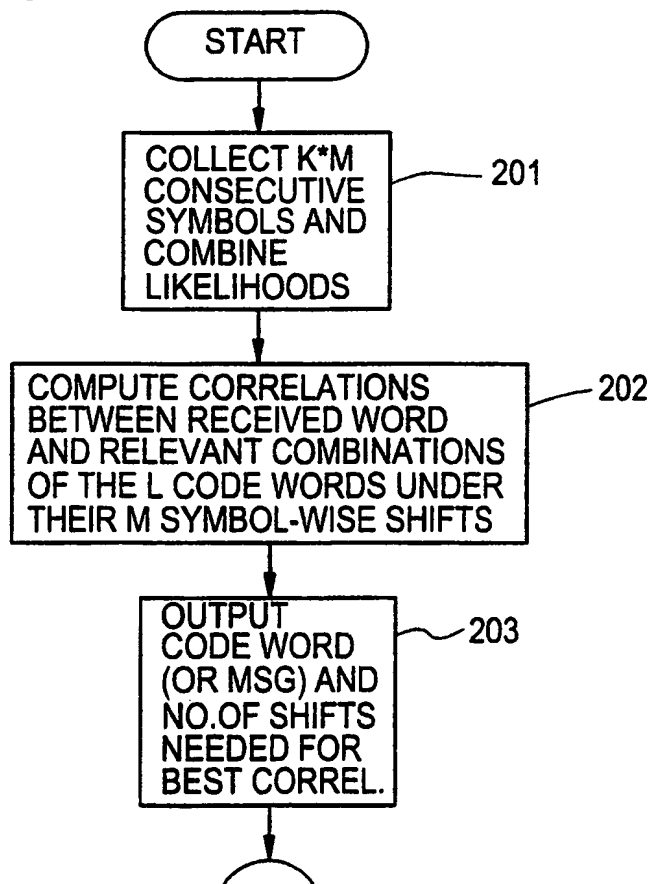 START
COLLECT K*M
CONSECUTIVE
SYMBOLS AND
COMBINE
LIKELIHOODS
201
COMPUTE CORRELATIONS
BETWEEN RECEIVED WORD
AND RELEVANT COMBINATIONS
OF THE L CODE WORDS UNDER
THEIR M SYMBOL-WISE SHIFTS
202
OUTPUT
CODE WORD
(OR MSG) AND
NO.OF SHIFTS
NEEDED FOR
BEST CORREL.
203